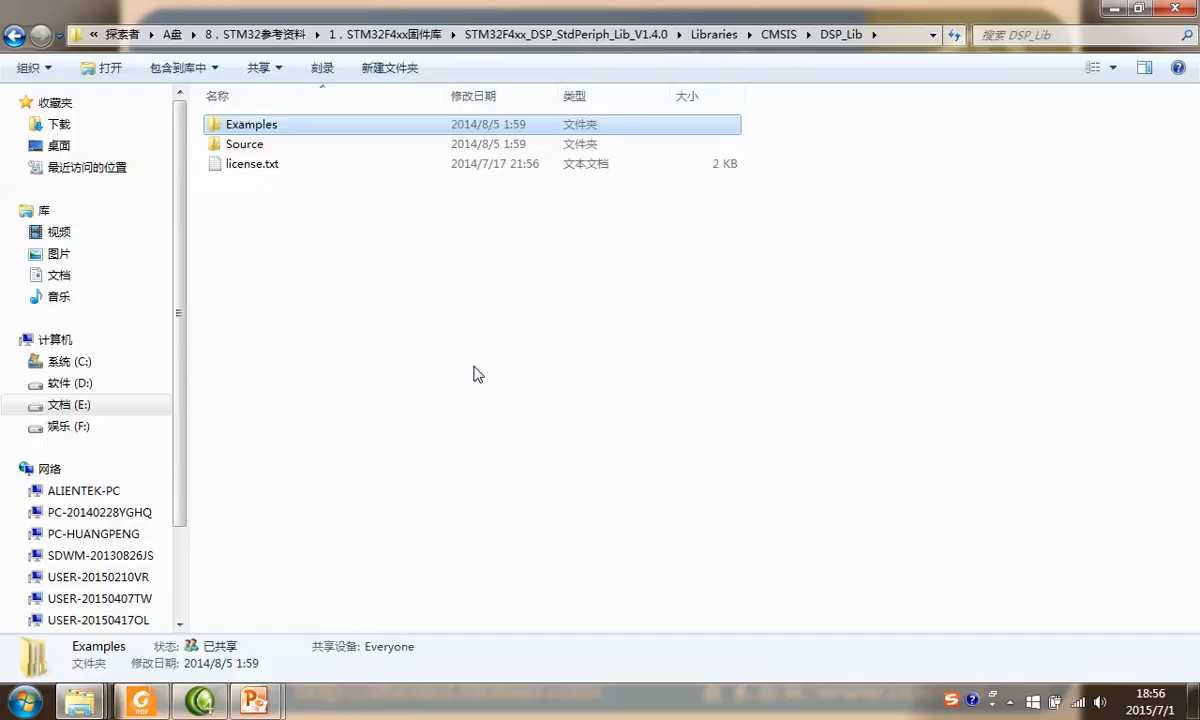 « 探索者 ▸ A盘 ▸ 8，STM32参考资料 ▸ 1，STM32F4xx固件库 ▸ STM32F4xx_DSP_StdPeriph_Lib_V1.4.0 ▸ Libraries ▸ CMSIS ▸ DSP_Lib ▸
搜索 DSP_Lib
组织 打开 包含到库中 共享 刻录 新建文件夹
名称 修改日期 类型 大小
Examples 2014/8/5 1:59 文件夹
Source 2014/8/5 1:59 文件夹
license.txt 2014/7/17 21:56 文本文档 2 KB
收藏夹
下载
桌面
最近访问的位置
库
视频
图片
文档
音乐
计算机
系统 (C:)
软件 (D:)
文档 (E:)
娱乐 (F:)
网络
ALIENTEK-PC
PC-20140228YGHQ
PC-HUANGPENG
SDWM-20130826JS
USER-20150210VR
USER-20150407TW
USER-20150417OL
Examples 状态: 已共享 共享设备: Everyone
文件夹 修改日期: 2014/8/5 1:59
PDF
18:56
2015/7/1